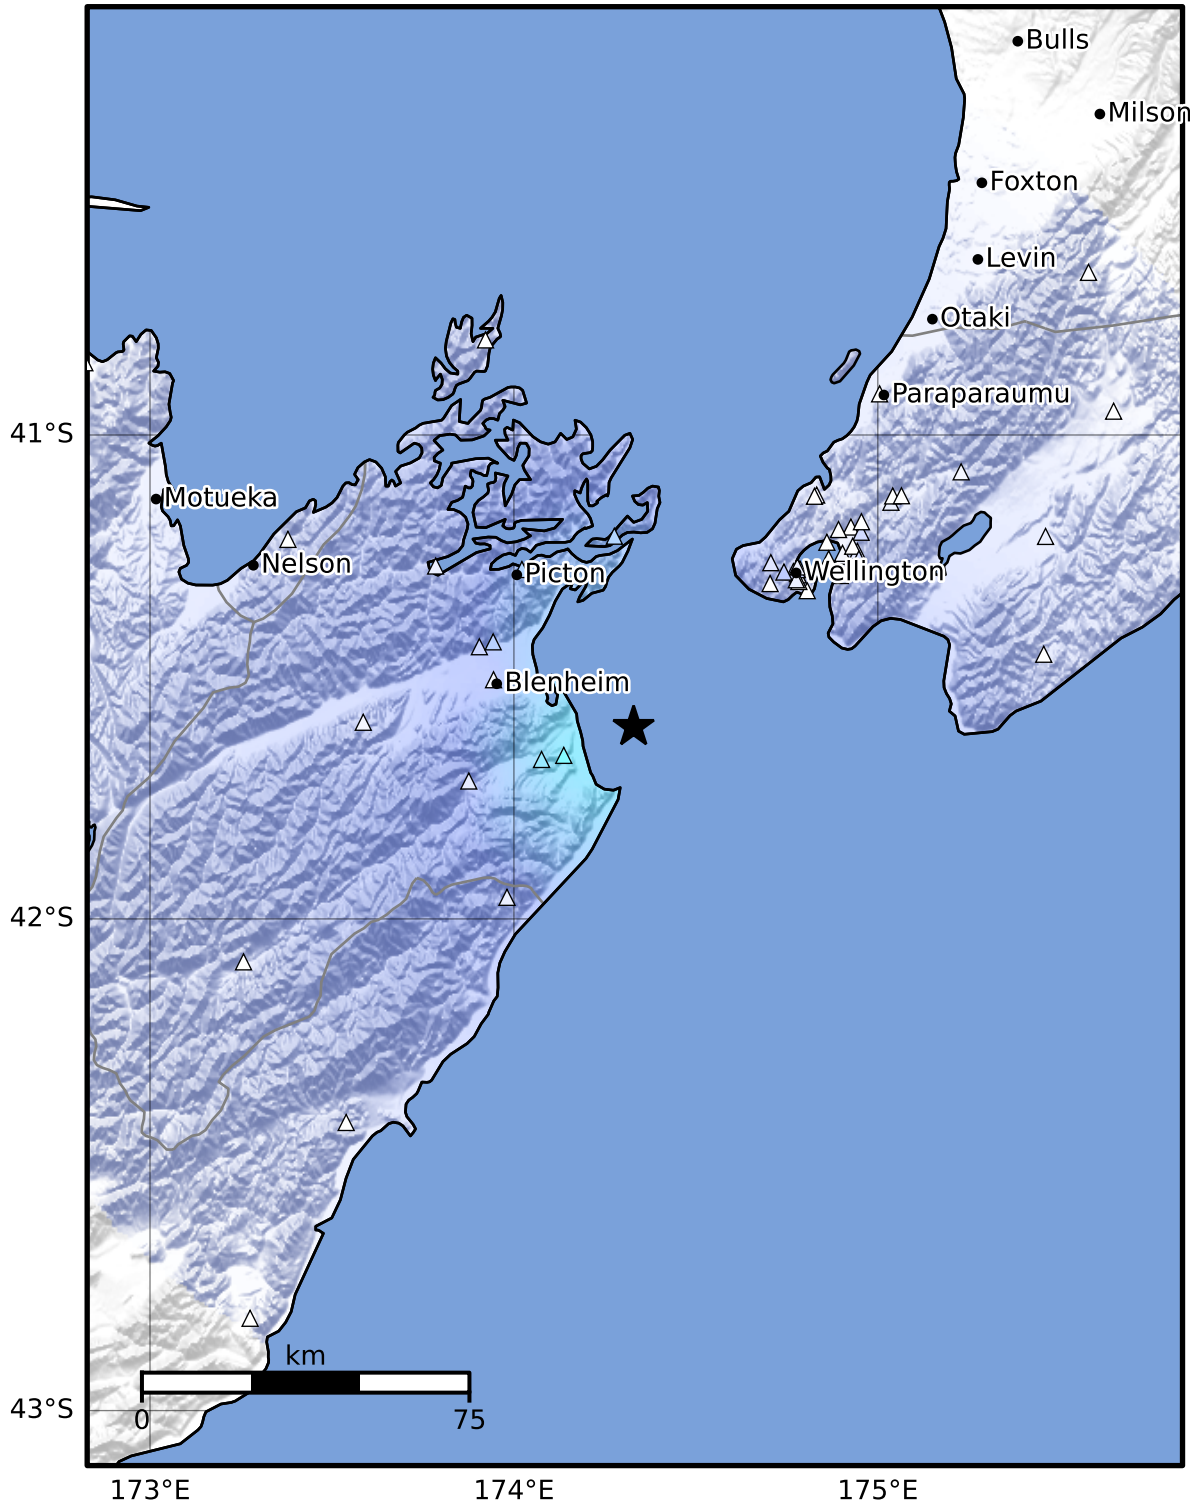 Bulls
Milson
Foxton
Levin
Otaki
Paraparaumu
41°S
Motueka
Nelson
Picton
Wellington
Blenheim
42°S
km
0
75
43°S
173°E
174°E
175°E